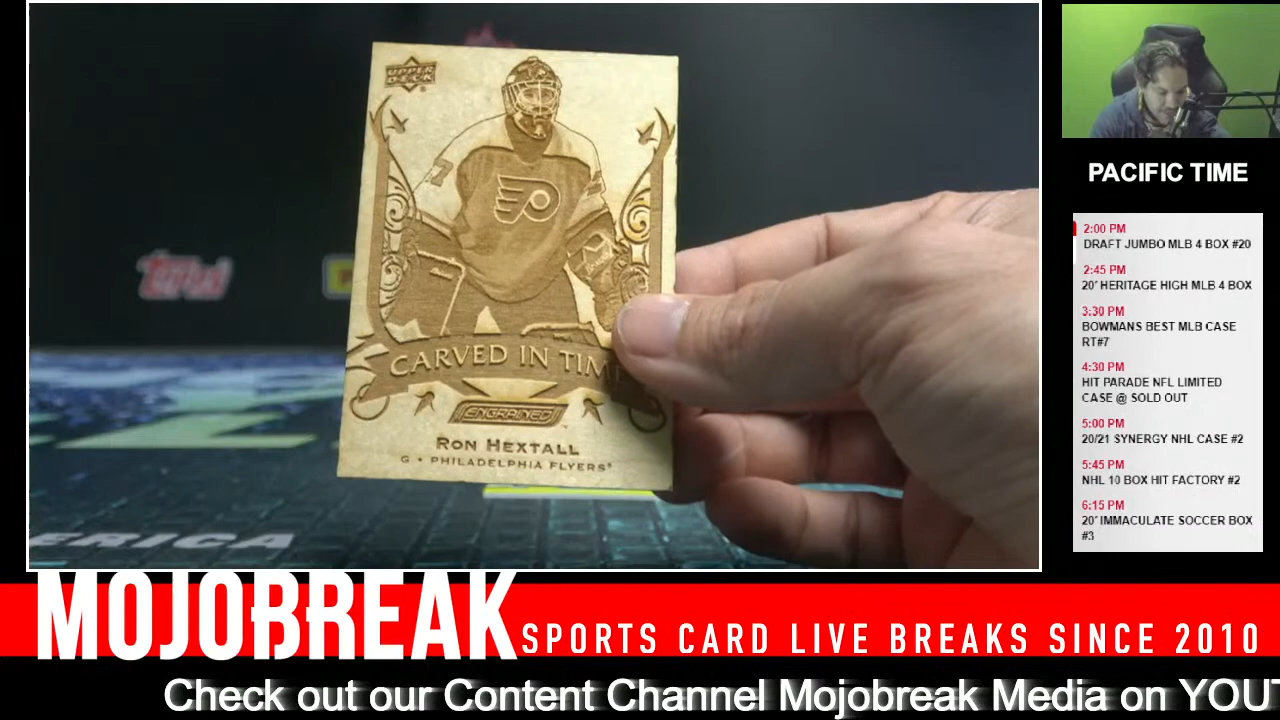 UPPER
DECK
7
CARVED IN TIM
ENGRAINED
RON HEXTALL
G • PHILADELPHIA FLYERS®
Topps
ERICA
PACIFIC TIME
2:00 PM
DRAFT JUMBO MLB 4 BOX #20
2:45 PM
20' HERITAGE HIGH MLB 4 BOX
3:30 PM
BOWMANS BEST MLB CASE
RT#7
4:30 PM
HIT PARADE NFL LIMITED
CASE @ SOLD OUT
5:00 PM
20/21 SYNERGY NHL CASE #2
5:45 PM
NHL 10 BOX HIT FACTORY #2
6:15 PM
20' IMMACULATE SOCCER BOX
#3
MOJOBREAK
SPORTS CARD LIVE BREAKS SINCE 2010
Check out our Content Channel Mojobreak Media on YOUT